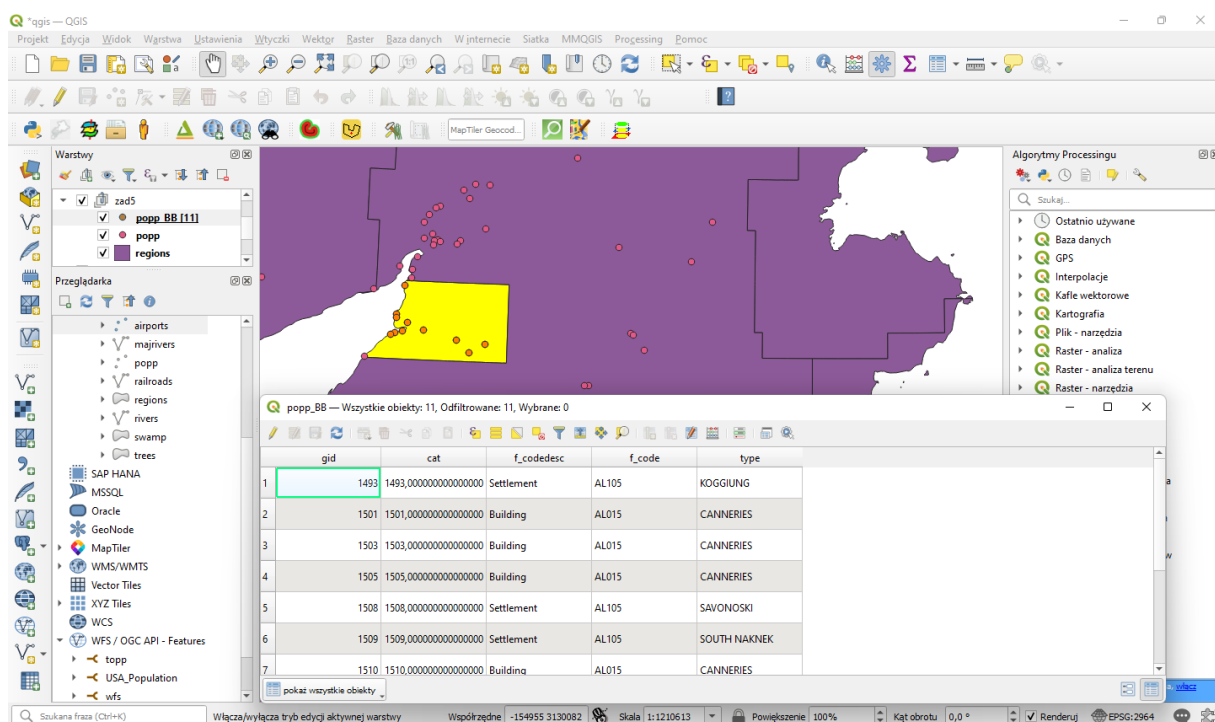 *qgis — QGIS
Projekt Edycja Widok Warstwa Ustawienia Wtyczki Wektor Raster Baza danych W internecie Siatka MMQGIS Processing Pomoc
MapTiler Geocod...
Warstwy
zad5
popp_BB [11]
popp
regions
Przeglądarka
airports
majrivers
popp
railroads
regions
rivers
swamp
trees
SAP HANA
MSSQL
Oracle
GeoNode
MapTiler
WMS/WMTS
Vector Tiles
XYZ Tiles
WCS
WFS / OGC API - Features
topp
USA_Population
wfs
Algorytmy Processingu
Szukaj...
Ostatnio używane
Baza danych
GPS
Interpolacje
Kafle wektorowe
Kartografia
Plik - narzędzia
Raster - analiza
Raster - analiza terenu
Raster - narzędzia
popp_BB — Wszystkie obiekty: 11, Odfiltrowane: 11, Wybrane: 0
gid cat f_codedesc f_code type
1 1493 1493,000000000000000 Settlement AL105 KOGGIUNG
2 1501 1501,000000000000000 Building AL015 CANNERIES
3 1503 1503,000000000000000 Building AL015 CANNERIES
4 1505 1505,000000000000000 Building AL015 CANNERIES
5 1508 1508,000000000000000 Settlement AL105 SAVONOSKI
6 1509 1509,000000000000000 Settlement AL105 SOUTH NAKNEK
7 1510 1510,000000000000000 Building AL015 CANNERIES
pokaż wszystkie obiekty
włącz
Szukana fraza (Ctrl+K) Włącza/wyłącza tryb edycji aktywnej warstwy Współrzędne -154955 3130082 Skala 1:1210613 Powiększenie 100% Kąt obrotu 0,0 ° Renderuj EPSG:2964